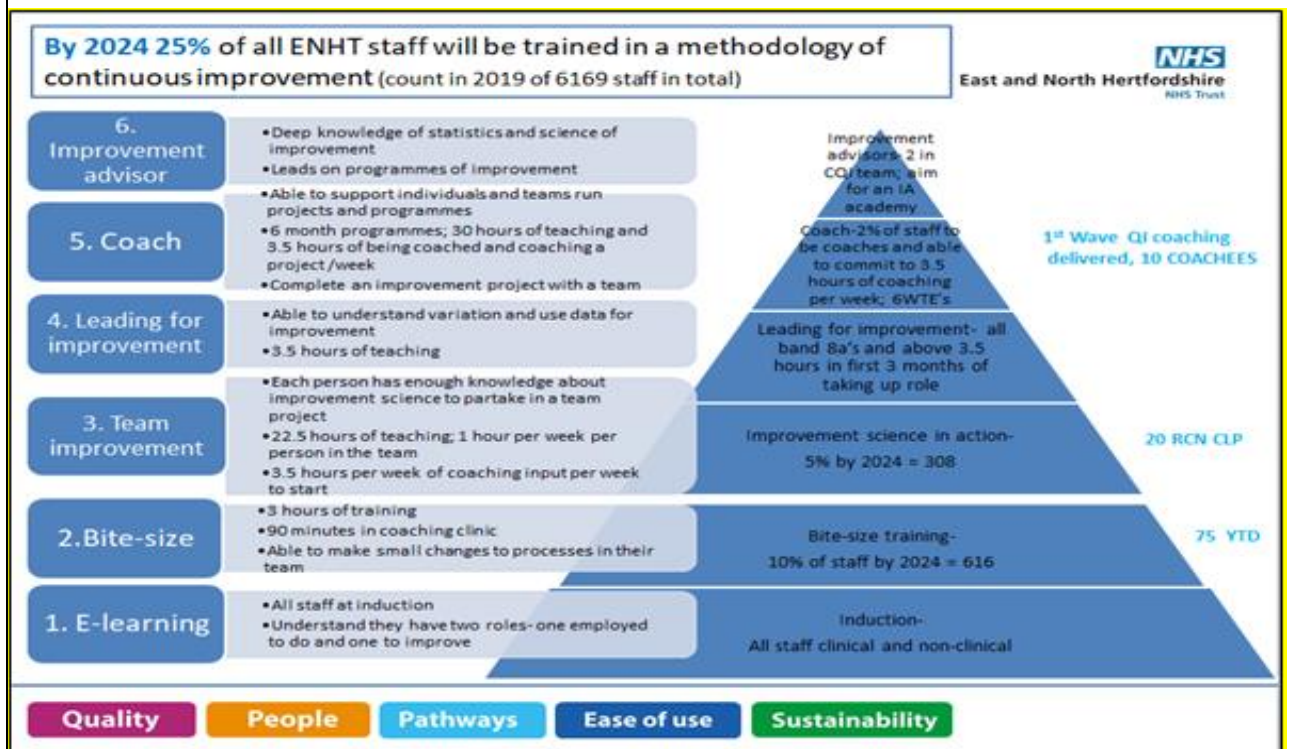 By 2024 25% of all ENHT staff will be trained in a methodology of
continuous improvement (count in 2019 of 6169 staff in total)
NHS
East and North Hertfordshire
NHS Trust
6.
Improvement
advisor
•Deep knowledge of statistics and science of
improvement
•Leads on programmes of improvement
5. Coach
•Able to support individuals and teams run
projects and programmes
•6 month programmes; 30 hours of teaching and
3.5 hours of being coached and coaching a
project/week
•Complete an improvement project with a team
4. Leading for
improvement
•Able to understand variation and use data for
improvement
•3.5 hours of teaching
3. Team
improvement
•Each person has enough knowledge about
improvement science to partake in a team
project
•22.5 hours of teaching; 1 hour per week per
person in the team
•3.5 hours per week of coaching input per week
to start
2.Bite-size
•3 hours of training
•90 minutes in coaching clinic
•Able to make small changes to processes in their
team
1. E-learning
•All staff at induction
•Understand they have two roles- one employed
to do and one to improve
Improvement
advisors- 2 in
CQI team; aim
for an IA
academy
Coach-2% of staff to
be coaches and able
to commit to 3.5
hours of coaching
per week; 6WTE's
Leading for improvement- all
band 8a's and above 3.5
hours in first 3 months of
taking up role
Improvement science in action-
5% by 2024 = 308
Bite-size training-
10% of staff by 2024 = 616
Induction-
All staff clinical and non-clinical
1st Wave QI coaching
delivered, 10 COACHEES
20 RCN CLP
75 YTD
Quality
People
Pathways
Ease of use
Sustainability